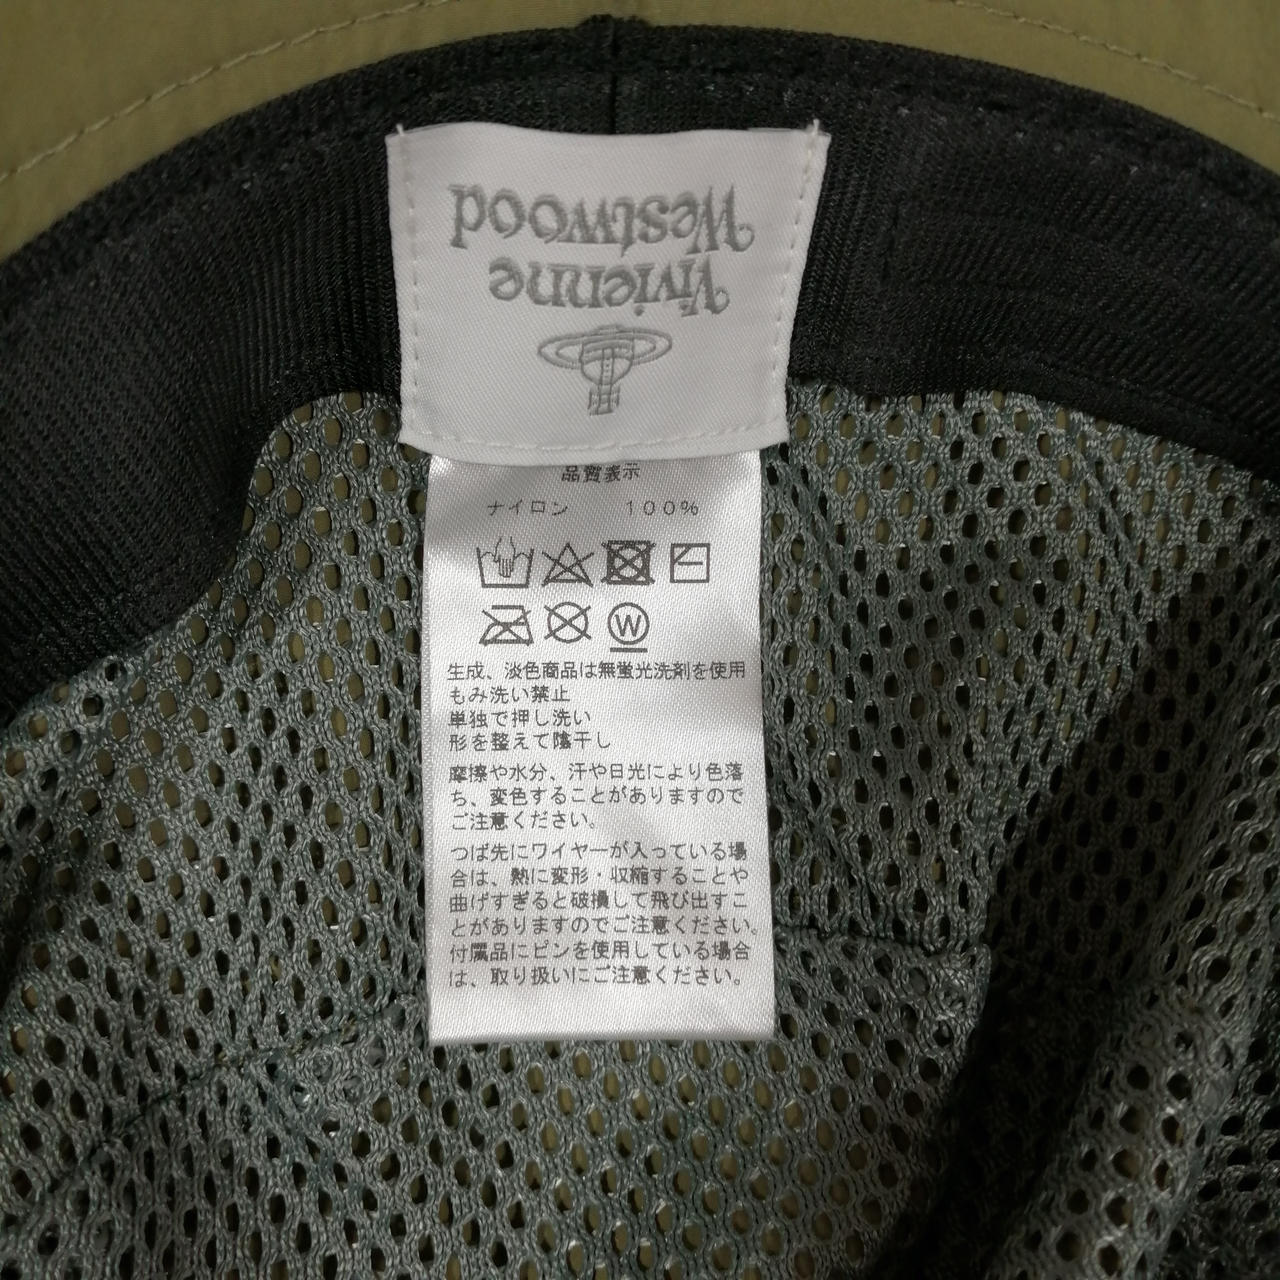 Vivienne
Westwood
品質表示
ナイロン 100%
W
生成、淡色商品は無蛍光洗剤を使用
もみ洗い禁止
単独で押し洗い
形を整えて陰干し
摩擦や水分、汗や日光により色落
ち、変色することがありますので
ご注意ください。
つば先にワイヤーが入っている場
合は、熱に変形・収縮することや
曲げすぎると破損して飛び出すこ
とがありますのでご注意ください。
付属品にピンを使用している場合
は、取り扱いにご注意ください。